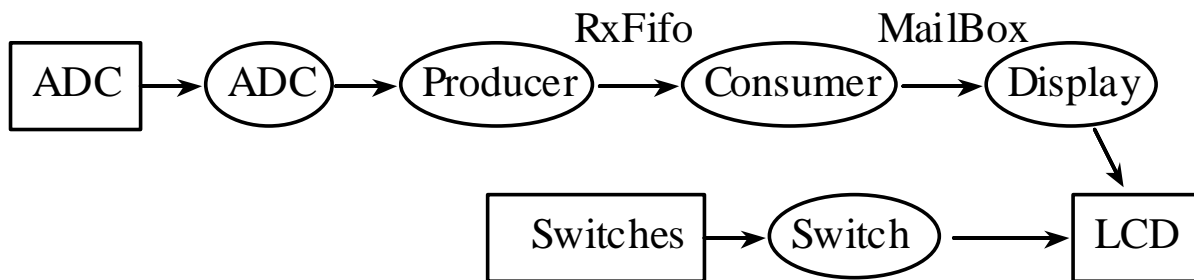 RxFifo
MailBox
ADC
ADC
Producer
Consumer
Display
Switches
Switch
LCD